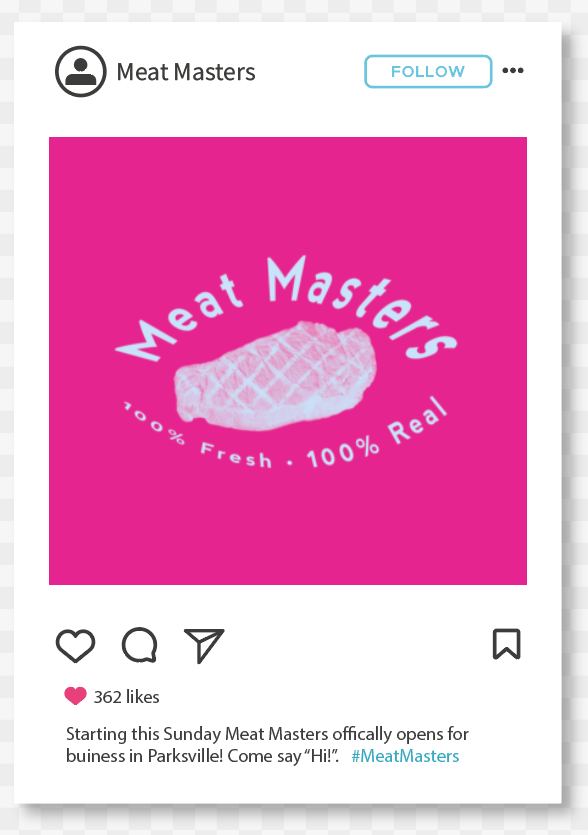 Meat Masters
FOLLOW
Meat Masters
100% Fresh · 100% Real
362 likes
Starting this Sunday Meat Masters offically opens for
buiness in Parksville! Come say “Hi!”. #MeatMasters